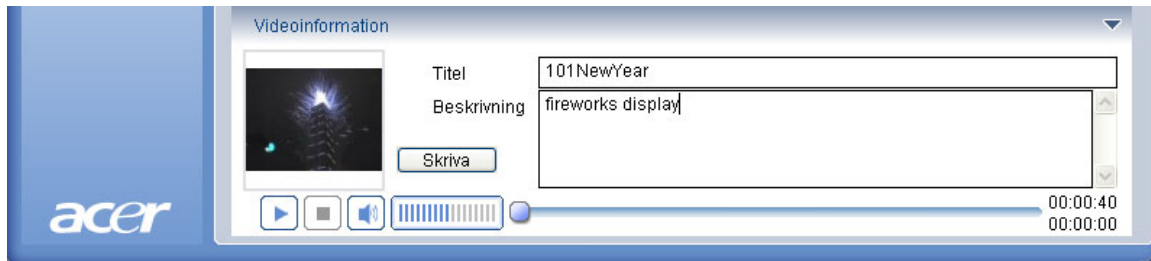 Videoinformation
Titel
101NewYear
Beskrivning
fireworks display
Skriva
acer
00:00:40
00:00:00